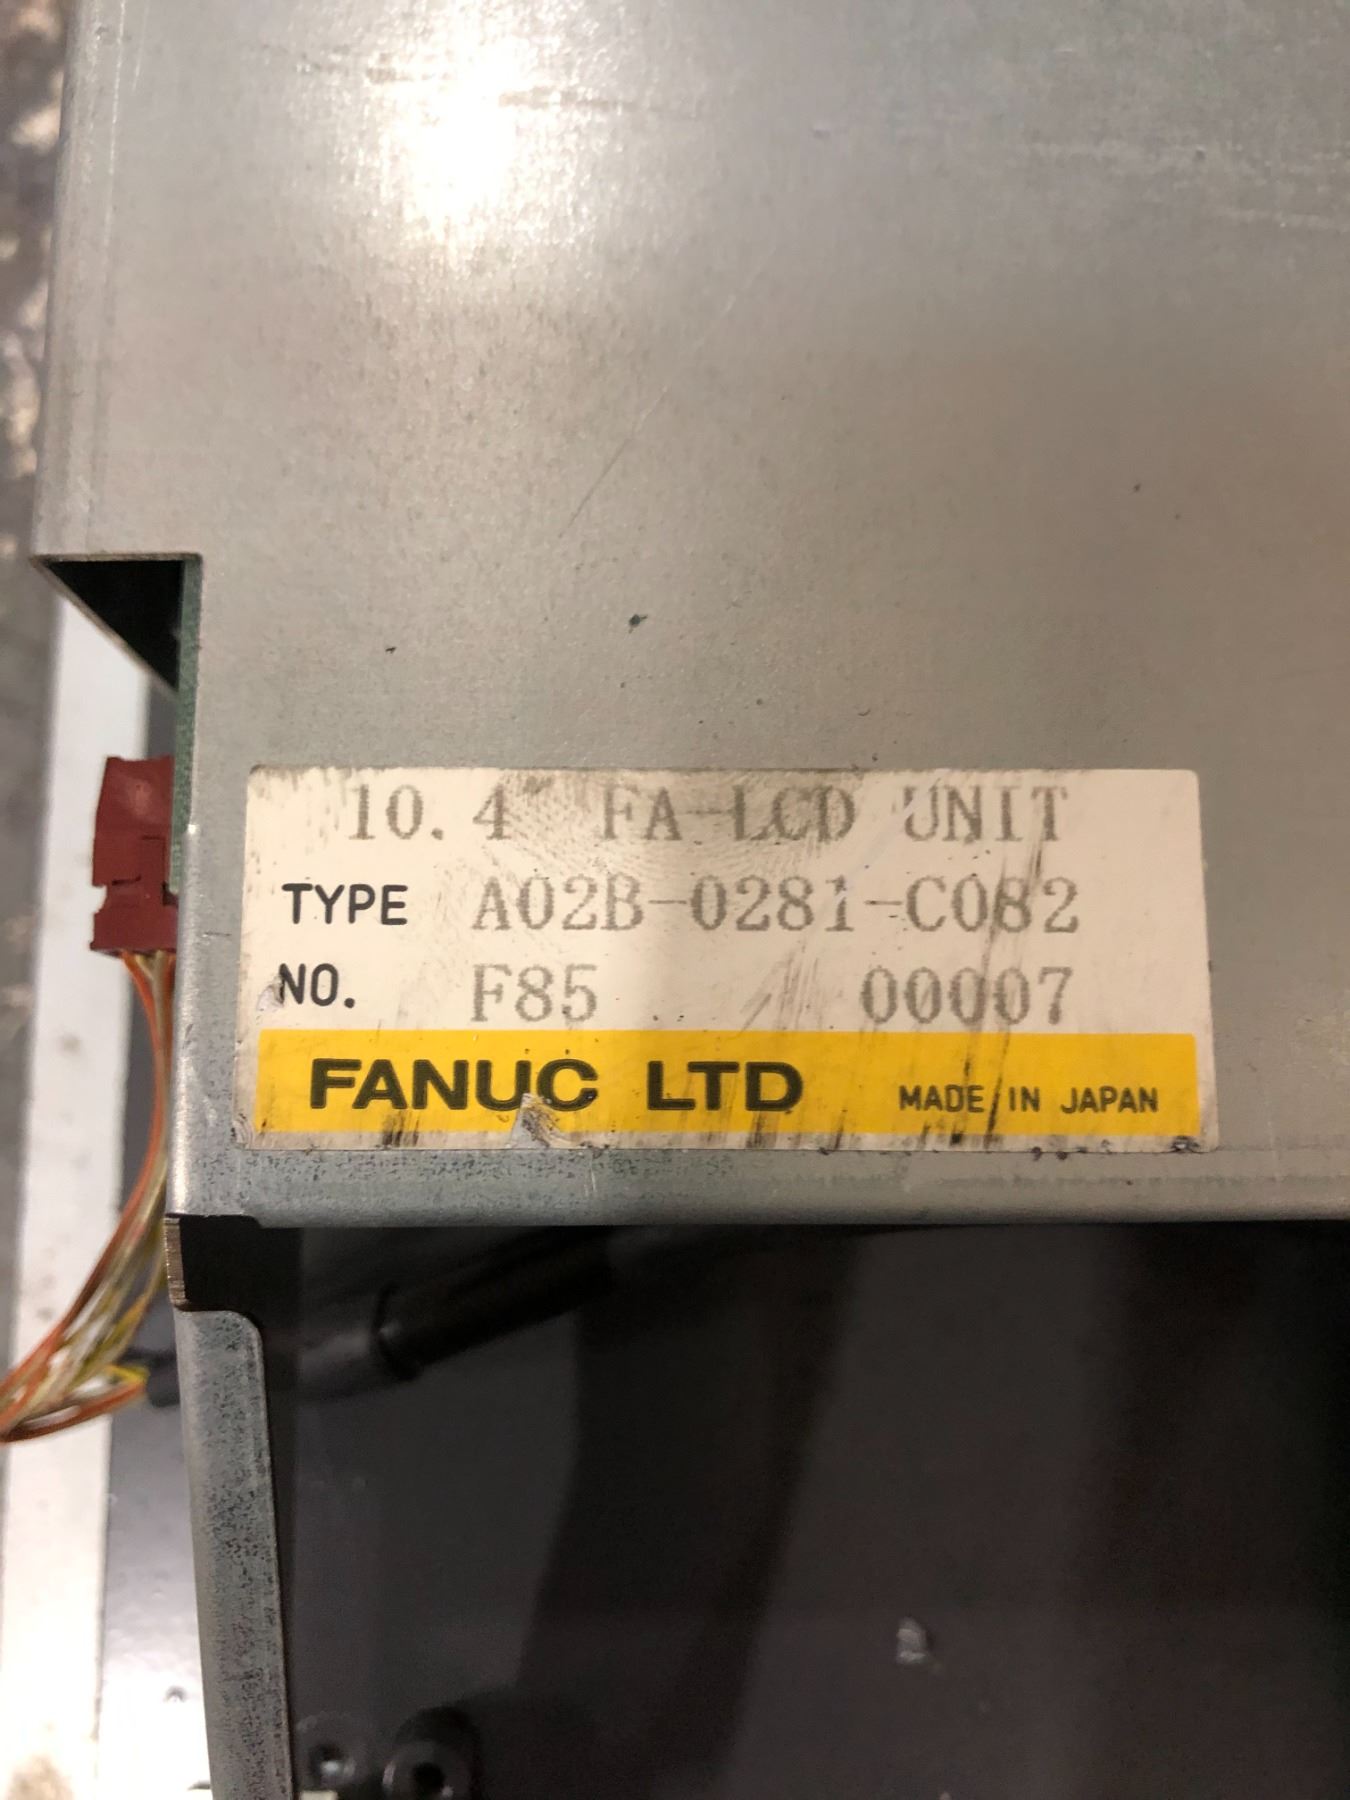 10.4" FA-LCD UNIT
TYPE A02B-0281-C082
NO. F85 00007
FANUC LTD MADE IN JAPAN